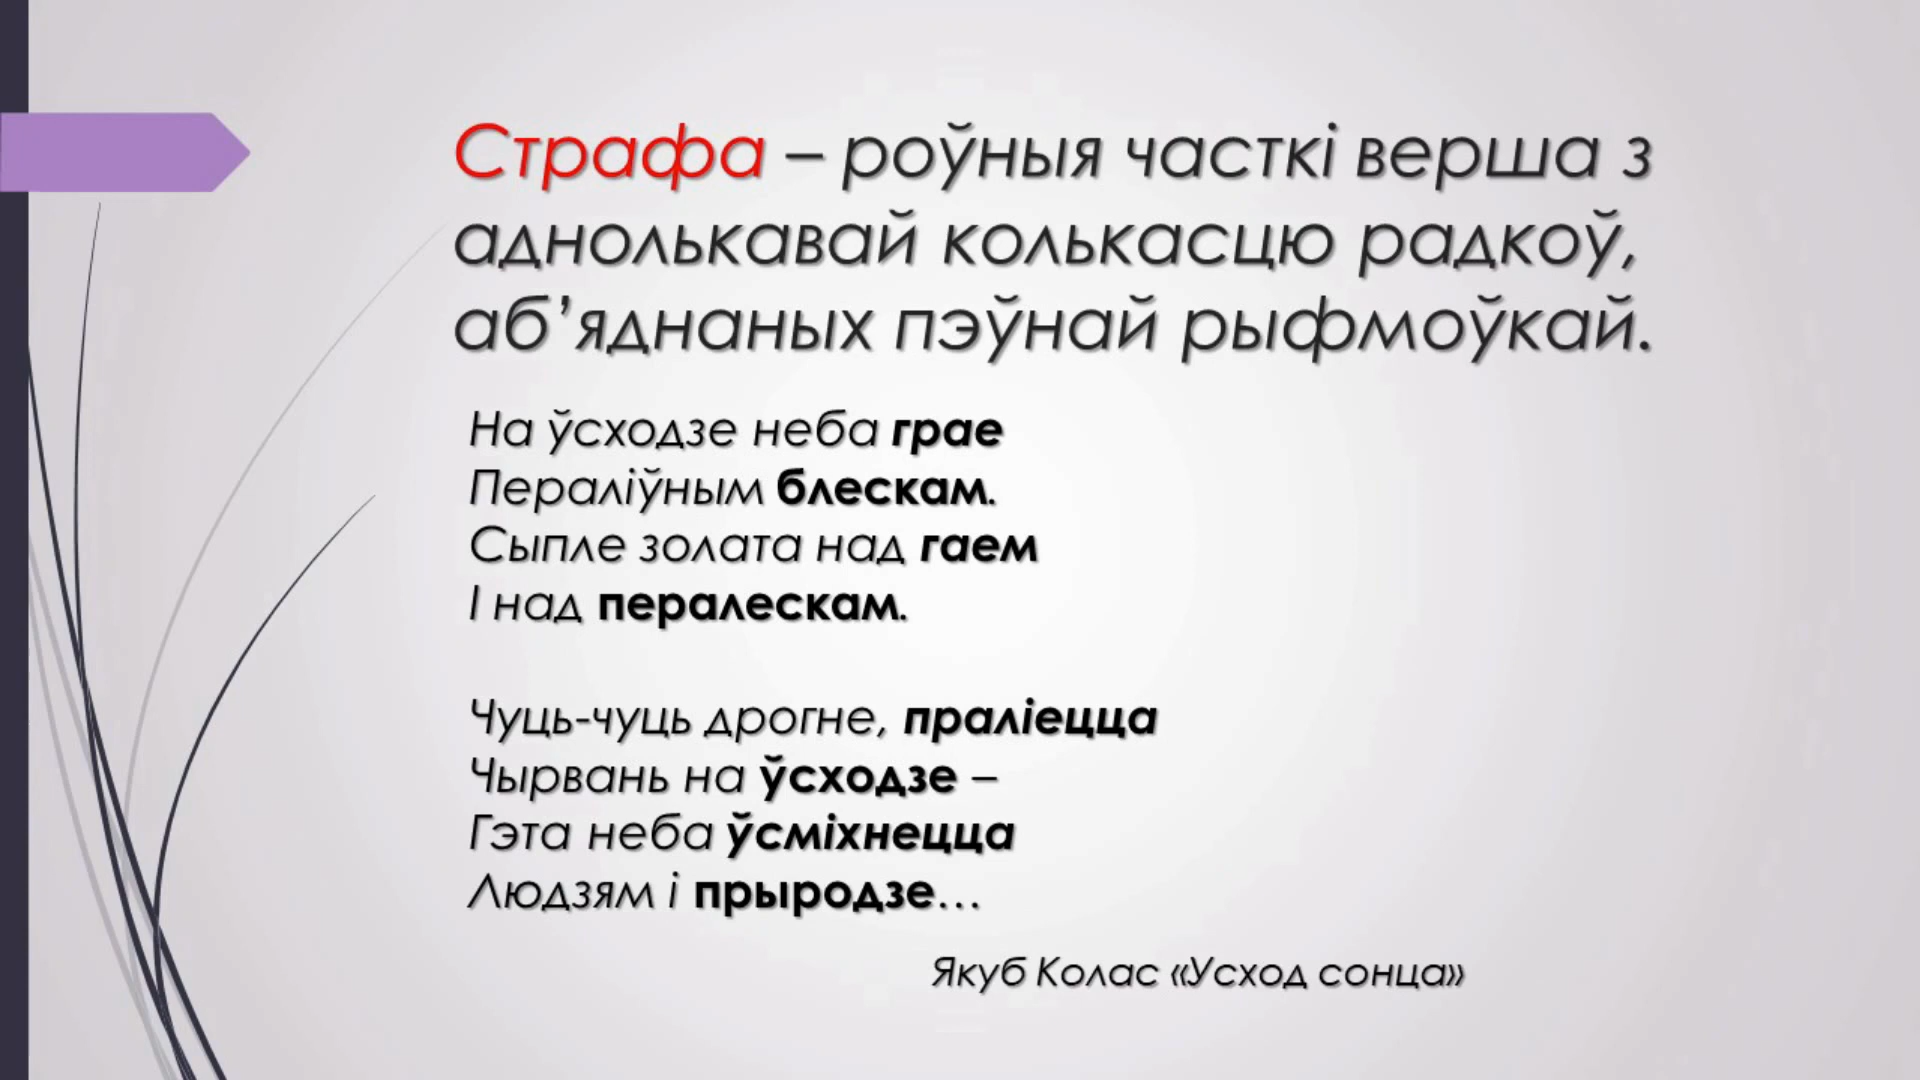 Страфа – роўныя часткі верша з
аднолькавай колькасцю радкоў,
аб’яднаных пэўнай рыфмоўкай.
На ўсходзе неба грае
Пераліўным блескам.
Сыпле золата над гаем
І над пералескам.
Чуць-чуць дрогне, праліецца
Чырвань на ўсходзе –
Гэта неба ўсміхнецца
Людзям і прыродзе…
Якуб Колас «Усход сонца»